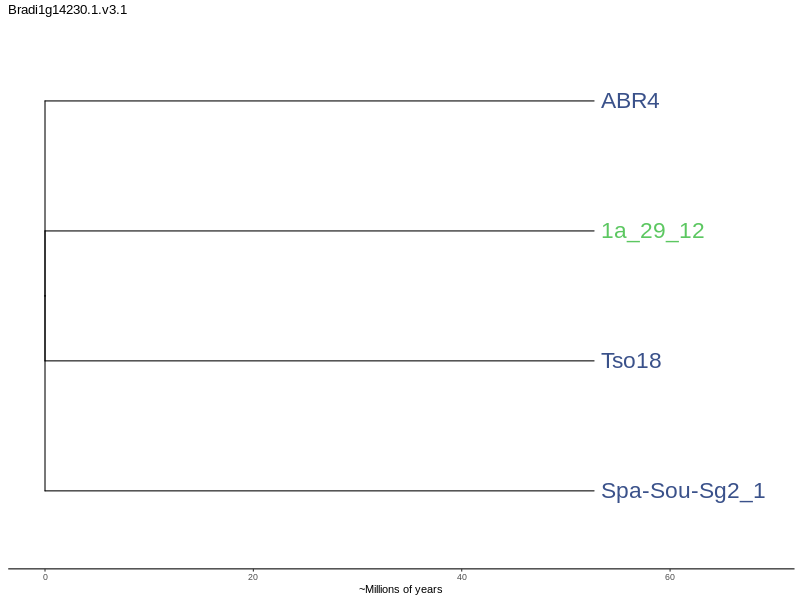 Bradi1g14230.1.v3.1
ABR4
1a_29_12
Tso18
Spa-Sou-Sg2_1
0 20 40 60
~Millions of years